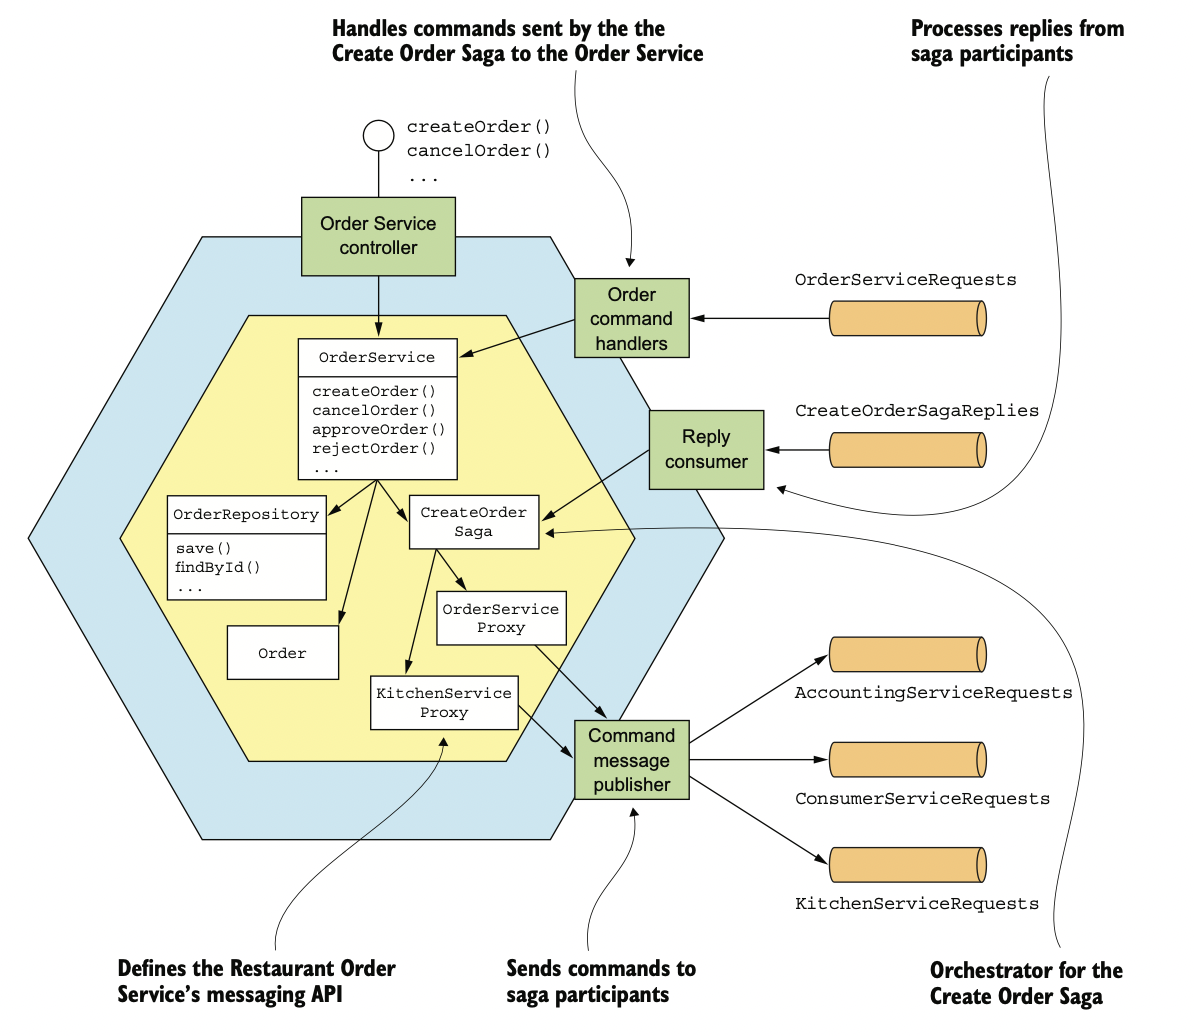 Handles commands sent by the the
Create Order Saga to the Order Service
Processes replies from
saga participants
createOrder()
cancelOrder()
...
Order Service
controller
Order
command
handlers
OrderServiceRequests
OrderService
createOrder()
cancelOrder()
approveOrder()
rejectOrder()
...
Reply
consumer
CreateOrderSagaReplies
OrderRepository
save()
findById()
...
CreateOrder
Saga
OrderService
Proxy
Order
KitchenService
Proxy
Command
message
publisher
AccountingServiceRequests
ConsumerServiceRequests
KitchenServiceRequests
Defines the Restaurant Order
Service’s messaging API
Sends commands to
saga participants
Orchestrator for the
Create Order Saga